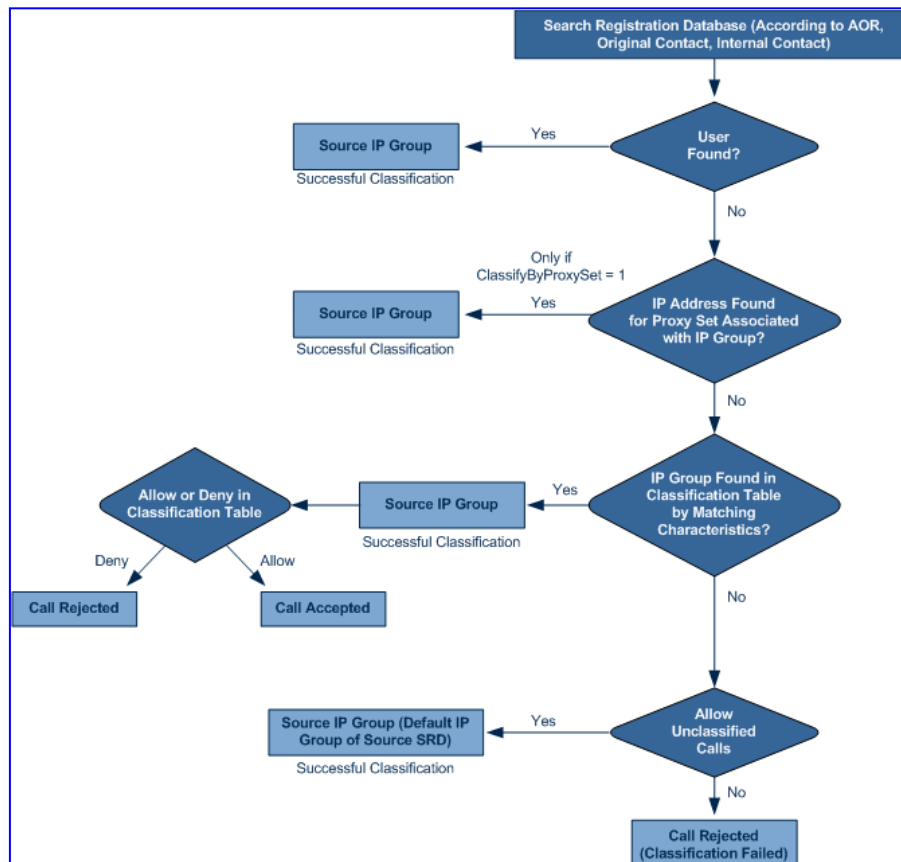 Search Registration Database (According to AOR,
Original Contact, Internal Contact)
User
Found?
Yes
Source IP Group
Successful Classification
No
Only if
ClassifyByProxySet = 1
Yes
IP Address Found
for Proxy Set Associated
with IP Group?
Source IP Group
Successful Classification
No
IP Group Found in
Classification Table
by Matching
Characteristics?
Yes
Source IP Group
Successful Classification
Allow or Deny in
Classification Table
Deny
Allow
Call Rejected
Call Accepted
No
Allow
Unclassified
Calls
Yes
Source IP Group (Default IP
Group of Source SRD)
Successful Classification
No
Call Rejected
(Classification Failed)